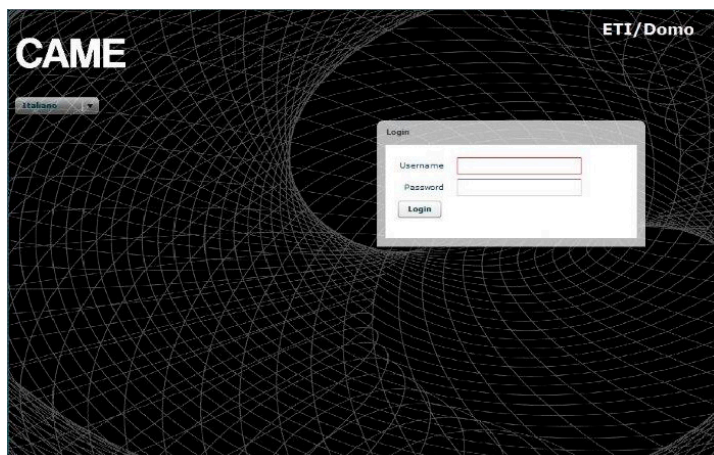 ETI/Domo
CAME
Italiano
Login
Username
Password
Login